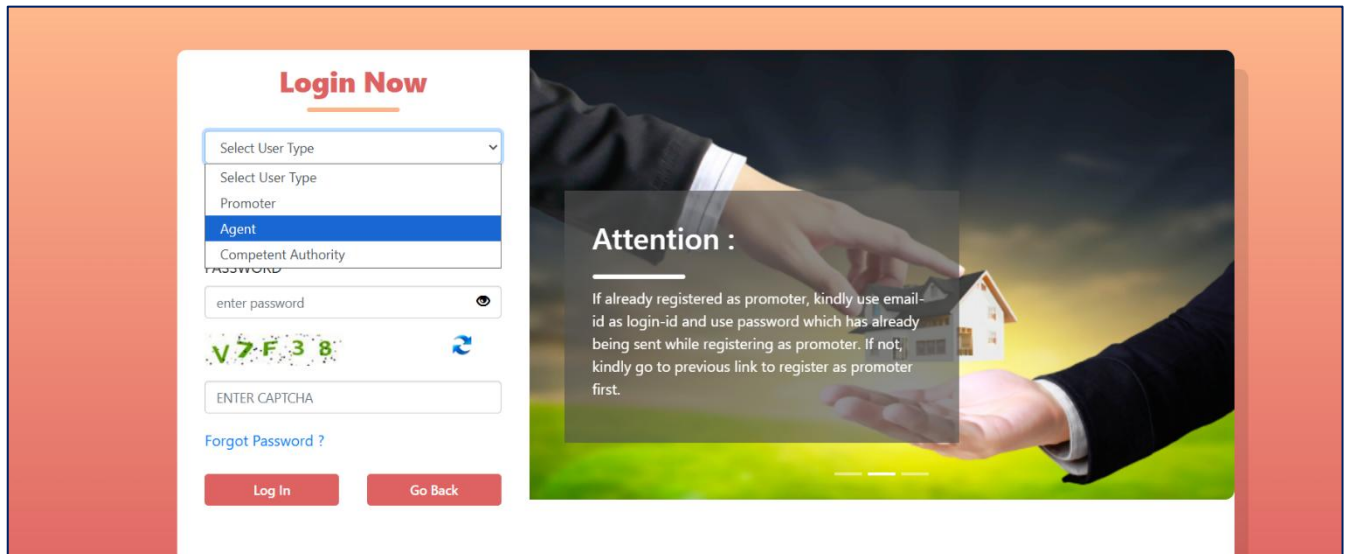 Login Now
Select User Type
Select User Type
Promoter
Agent
Competent Authority
PASSWORD
enter password
V7F38
ENTER CAPTCHA
Forgot Password ?
Log In
Go Back
Attention :
If already registered as promoter, kindly use email-
id as login-id and use password which has already
being sent while registering as promoter. If not,
kindly go to previous link to register as promoter
first.